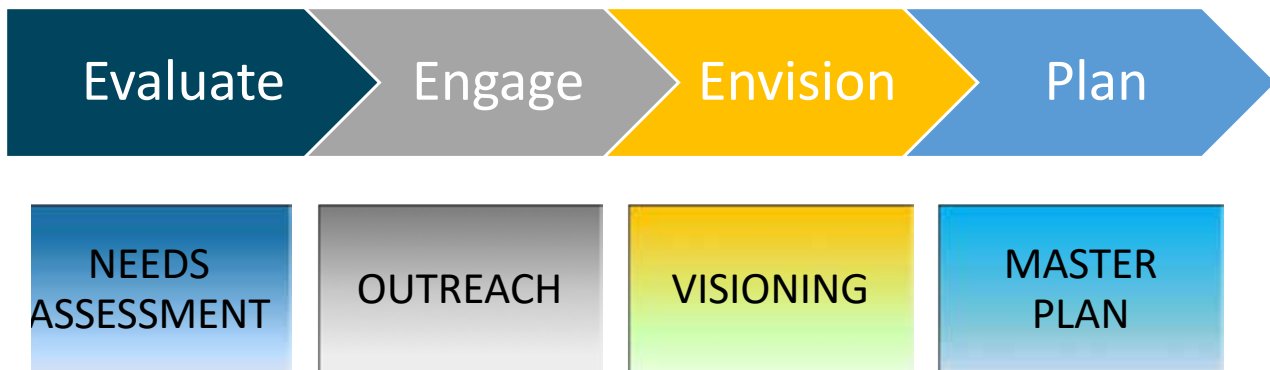 Evaluate
Engage
Envision
Plan
NEEDS
ASSESSMENT
OUTREACH
VISIONING
MASTER
PLAN